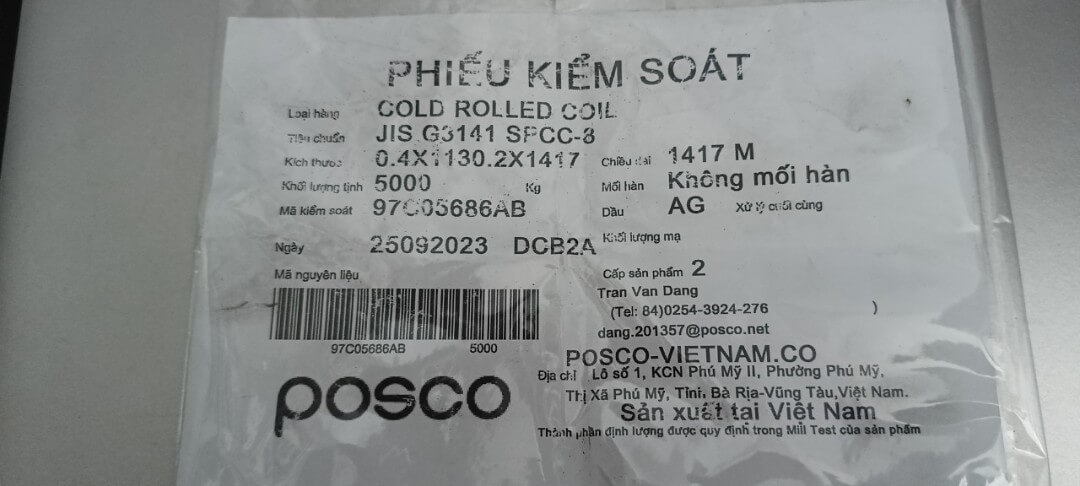 PHIẾU KIỂM SOÁT
Loại hàng COLD ROLLED COIL
Tiêu chuẩn JIS G3141 SPCC-8
Kích thước 0.4X1130.2X1417 Chiều dài 1417 M
Khối lượng tịnh 5000 Kg Mối hàn Không mối hàn
Mã kiểm soát 97C05686AB Dầu AG Xử lý cuối cùng
Ngày 25092023 DCB2A Khối lượng mạ
Mã nguyên liệu Cấp sản phẩm 2
Tran Van Dang
(Tel: 84)0254-3924-276 )
dang.201357@posco.net
97C05686AB 5000
POSCO-VIETNAM.CO
posco
Địa chỉ Lô số 1, KCN Phú Mỹ II, Phường Phú Mỹ,
Thị Xã Phú Mỹ, Tỉnh, Bà Rịa-Vũng Tàu,Việt Nam.
Sản xuất tại Việt Nam
Thành phần định lượng được quy định trong Mill Test của sản phẩm